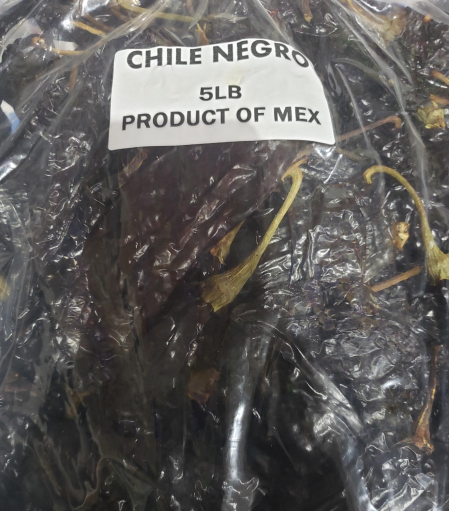 CHILE NEGRO
5LB
PRODUCT OF MEX